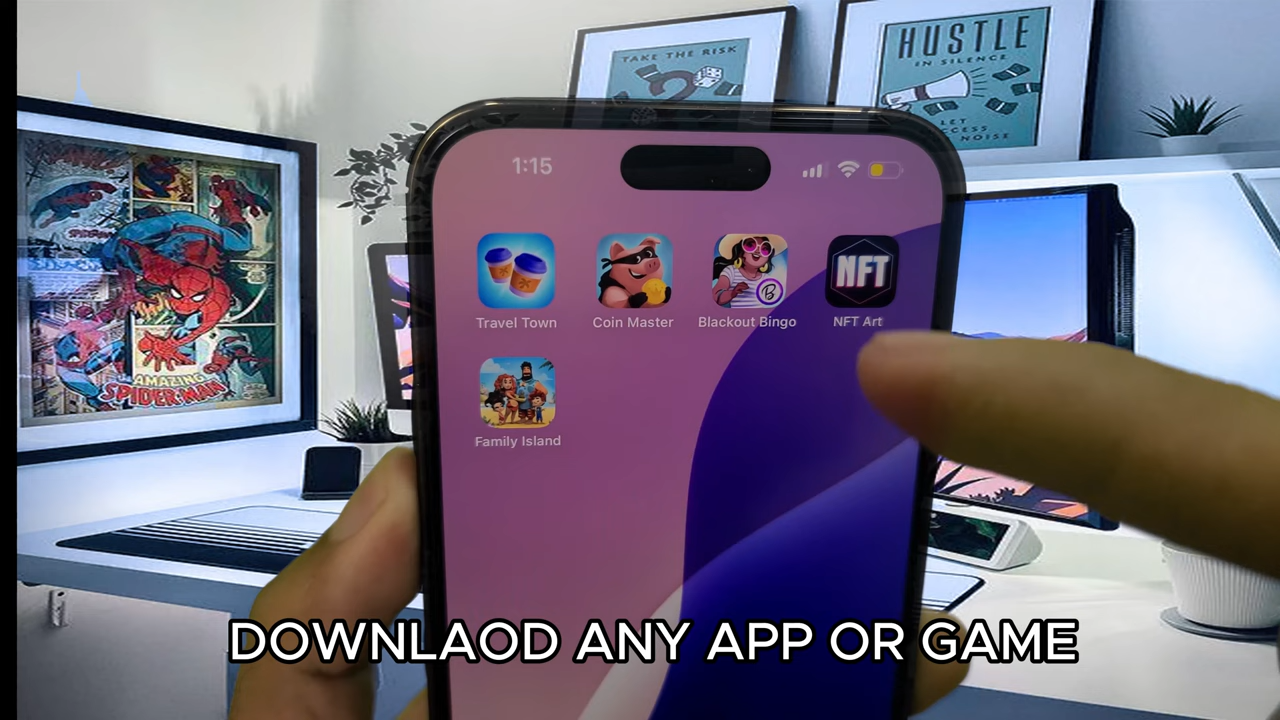 TAKE THE RISK
HUSTLE
IN SILENCE
LET
NOISE
1:15
NFT
B
Travel Town
Coin Master
Blackout Bingo
NFT Art
AMAZING
SPIDER-MAN
Family Island
DOWNLAOD ANY APP OR GAME